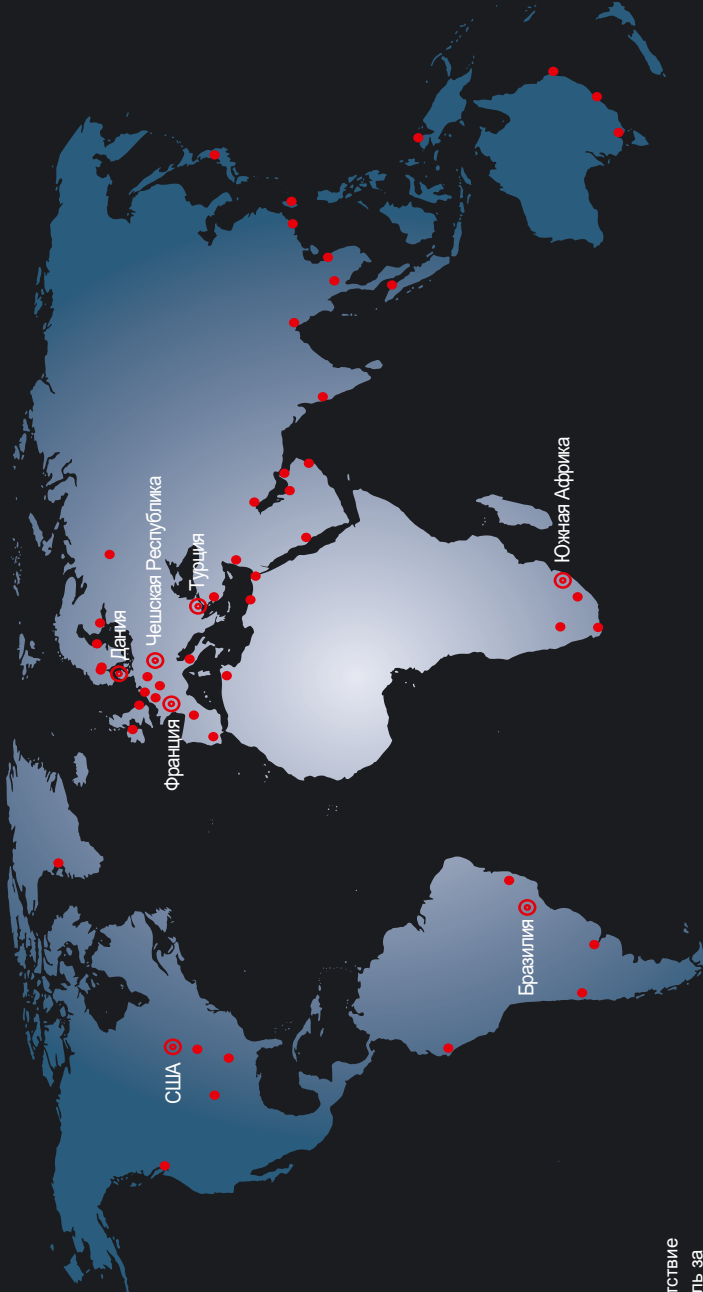 США
Бразилия
Франция
Дания
Чешская Республика
Турция
Южная Африка